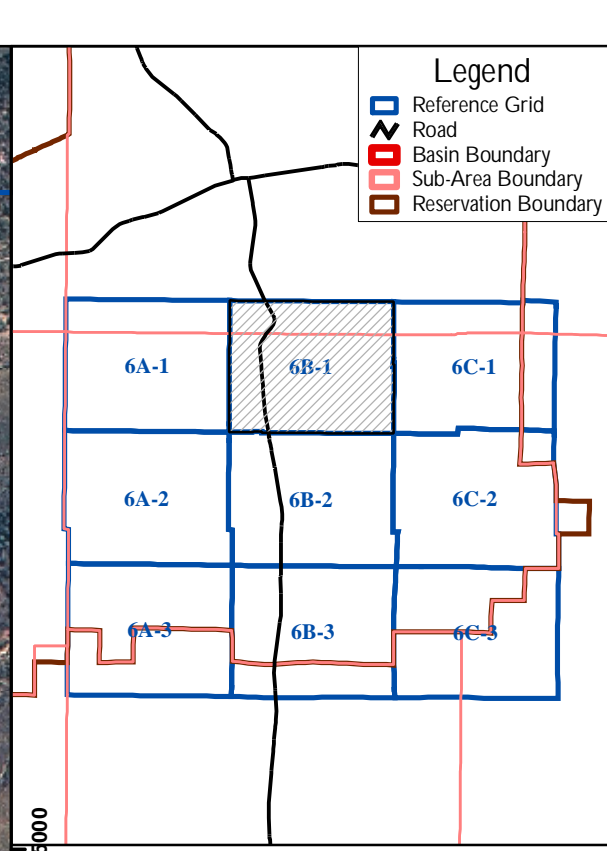 Legend
Reference Grid
Road
Basin Boundary
Sub-Area Boundary
Reservation Boundary
6A-1
6B-1
6C-1
6A-2
6B-2
6C-2
6A-3
6B-3
6C-3
5000